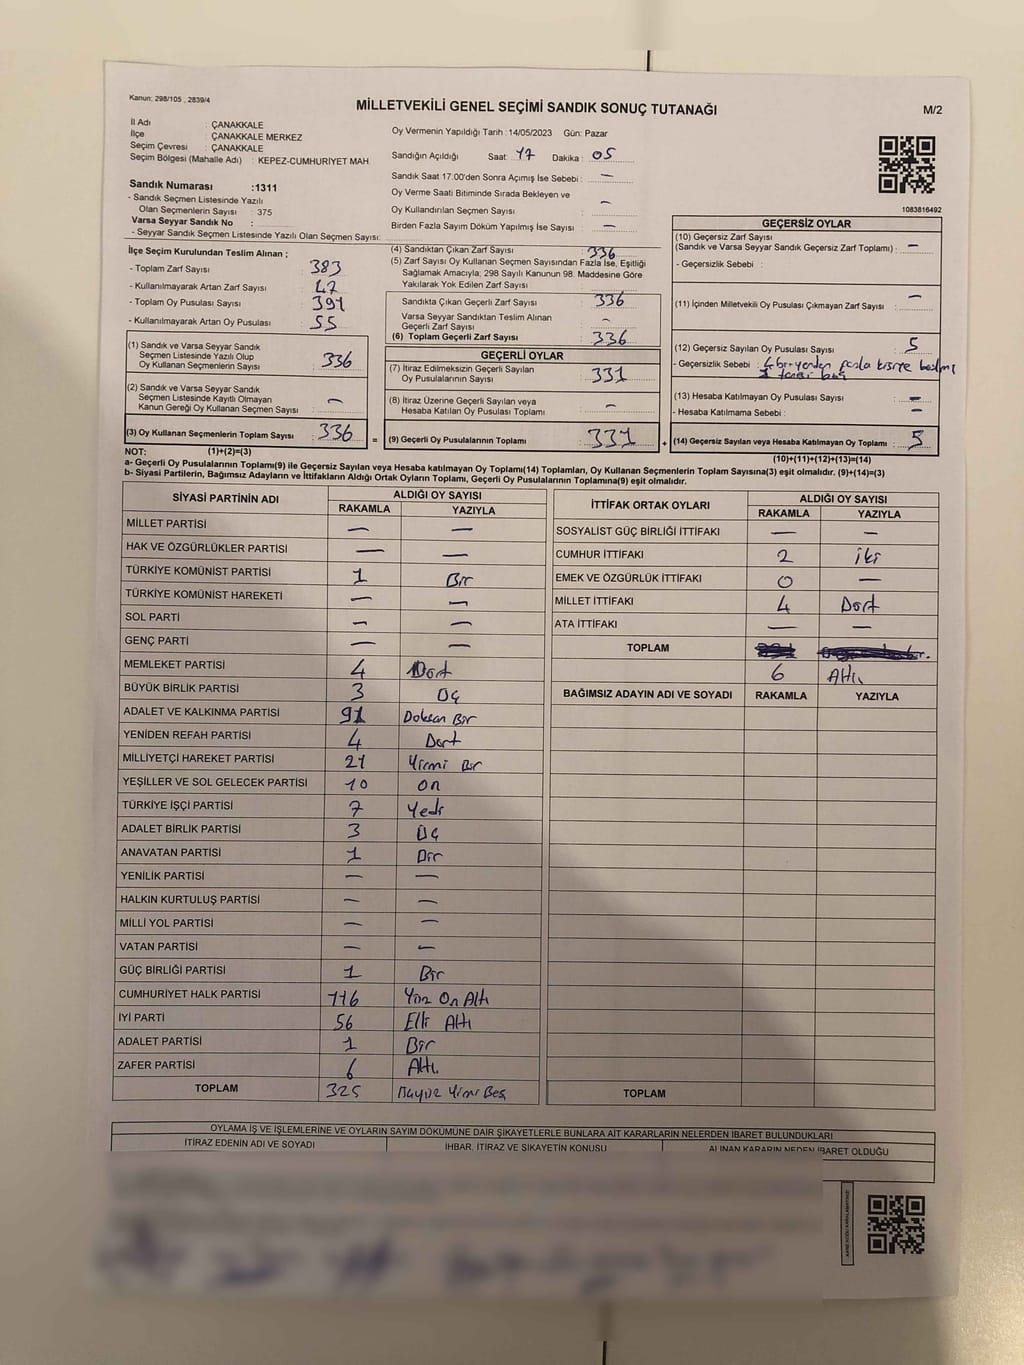 Kanun: 298/105 , 2839/4
MİLLETVEKİLİ GENEL SEÇİMİ SANDIK SONUÇ TUTANAĞI
M/2
İl Adı : ÇANAKKALE
İlçe : ÇANAKKALE MERKEZ
Seçim Çevresi : ÇANAKKALE
Seçim Bölgesi (Mahalle Adı) : KEPEZ-CUMHURİYET MAH.
Sandık Numarası :1311
- Sandık Seçmen Listesinde Yazılı
Olan Seçmenlerin Sayısı : 375
Varsa Seyyar Sandık No :
- Seyyar Sandık Seçmen Listesinde Yazılı Olan Seçmen Sayısı:
Oy Vermenin Yapıldığı Tarih :14/05/2023 Gün: Pazar
Sandığın Açıldığı Saat: 17 Dakika : 05
Sandık Saat 17:00'den Sonra Açımış İse Sebebi : —
Oy Verme Saati Bitiminde Sırada Bekleyen ve
Oy Kullandırılan Seçmen Sayısı : —
Birden Fazla Sayım Döküm Yapılmış İse Sayısı : —
1083816492
İlçe Seçim Kurulundan Teslim Alınan ;
- Toplam Zarf Sayısı : 383
- Kullanılmayarak Artan Zarf Sayısı : 47
- Toplam Oy Pusulası Sayısı : 391
- Kullanılmayarak Artan Oy Pusulası : 55
(1) Sandık ve Varsa Seyyar Sandık
Seçmen Listesinde Yazılı Olup
Oy Kullanan Seçmenlerin Sayısı : 336
(2) Sandık ve Varsa Seyyar Sandık
Seçmen Listesinde Kayıtlı Olmayan
Kanun Gereği Oy Kullanan Seçmen Sayısı : —
(3) Oy Kullanan Seçmenlerin Toplam Sayısı : 336
(4) Sandıktan Çıkan Zarf Sayısı : 336
(5) Zarf Sayısı Oy Kullanan Seçmen Sayısından Fazla İse, Eşitliği
Sağlamak Amacıyla; 298 Sayılı Kanunun 98. Maddesine Göre
Yakılarak Yok Edilen Zarf Sayısı :
Sandıkta Çıkan Geçerli Zarf Sayısı : 336
Varsa Seyyar Sandıktan Teslim Alınan
Geçerli Zarf Sayısı : —
(6) Toplam Geçerli Zarf Sayısı : 336
GEÇERLİ OYLAR
(7) İtiraz Edilmeksizin Geçerli Sayılan
Oy Pusulalarının Sayısı : 331
(8) İtiraz Üzerine Geçerli Sayılan veya
Hesaba Katılan Oy Pusulası Toplamı : —
= (9) Geçerli Oy Pusulalarının Toplamı : 331
GEÇERSİZ OYLAR
(10) Geçersiz Zarf Sayısı
(Sandık ve Varsa Seyyar Sandık Geçersiz Zarf Toplamı) : —
- Geçersizlik Sebebi :
(11) İçinden Milletvekili Oy Pusulası Çıkmayan Zarf Sayısı : —
(12) Geçersiz Sayılan Oy Pusulası Sayısı : 5
- Geçersizlik Sebebi : 4 bir yerden fazla
1
(13) Hesaba Katılmayan Oy Pusulası Sayısı : —
- Hesaba Katılmama Sebebi : —
+ (14) Geçersiz Sayılan veya Hesaba Katılmayan Oy Toplamı : 5
NOT: (1)+(2)=(3)
(10)+(11)+(12)+(13)=(14)
a- Geçerli Oy Pusulalarının Toplamı(9) ile Geçersiz Sayılan veya Hesaba katılmayan Oy Toplamı(14) Toplamları, Oy Kullanan Seçmenlerin Toplam Sayısına(3) eşit olmalıdır. (9)+(14)=(3)
b- Siyasi Partilerin, Bağımsız Adayların ve İttifakların Aldığı Ortak Oyların Toplamı, Geçerli Oy Pusulalarının Toplamına(9) eşit olmalıdır.
SİYASİ PARTİNİN ADI ALDIĞI OY SAYISI
RAKAMLA YAZIYLA
MİLLET PARTİSİ — —
HAK VE ÖZGÜRLÜKLER PARTİSİ — —
TÜRKİYE KOMÜNİST PARTİSİ 1 Bir
TÜRKİYE KOMÜNİST HAREKETİ — —
SOL PARTİ — —
GENÇ PARTİ — —
MEMLEKET PARTİSİ 4 Dört
BÜYÜK BİRLİK PARTİSİ 3 Üç
ADALET VE KALKINMA PARTİSİ 91 Doksan Bir
YENİDEN REFAH PARTİSİ 4 Dört
MİLLİYETÇİ HAREKET PARTİSİ 21 Yirmi Bir
YEŞİLLER VE SOL GELECEK PARTİSİ 10 On
TÜRKİYE İŞÇİ PARTİSİ 7 Yedi
ADALET BİRLİK PARTİSİ 3 Üç
ANAVATAN PARTİSİ 1 Bir
YENİLİK PARTİSİ — —
HALKIN KURTULUŞ PARTİSİ — —
MİLLİ YOL PARTİSİ — —
VATAN PARTİSİ — —
GÜÇ BİRLİĞİ PARTİSİ 1 Bir
CUMHURİYET HALK PARTİSİ 116 Yüz On Altı
İYİ PARTİ 56 Elli Altı
ADALET PARTİSİ 1 Bir
ZAFER PARTİSİ 6 Altı.
TOPLAM 325 Yirmi Beş
İTTİFAK ORTAK OYLARI ALDIĞI OY SAYISI
RAKAMLA YAZIYLA
SOSYALİST GÜÇ BİRLİĞİ İTTİFAKI — —
CUMHUR İTTİFAKI 2 iki
EMEK VE ÖZGÜRLÜK İTTİFAKI 0 —
MİLLET İTTİFAKI 4 Dört
ATA İTTİFAKI — —
TOPLAM
6 Altı.
BAĞIMSIZ ADAYIN ADI VE SOYADI RAKAMLA YAZIYLA
TOPLAM
OYLAMA İŞ VE İŞLEMLERİNE VE OYLARIN SAYIM DÖKÜMÜNE DAİR ŞİKAYETLERLE BUNLARA AİT KARARLARIN NELERDEN İBARET BULUNDUKLARI
İTİRAZ EDENİN ADI VE SOYADI İHBAR, İTİRAZ VE ŞİKAYETİN KONUSU ALINAN KARARIN NEDEN İBARET OLDUĞU